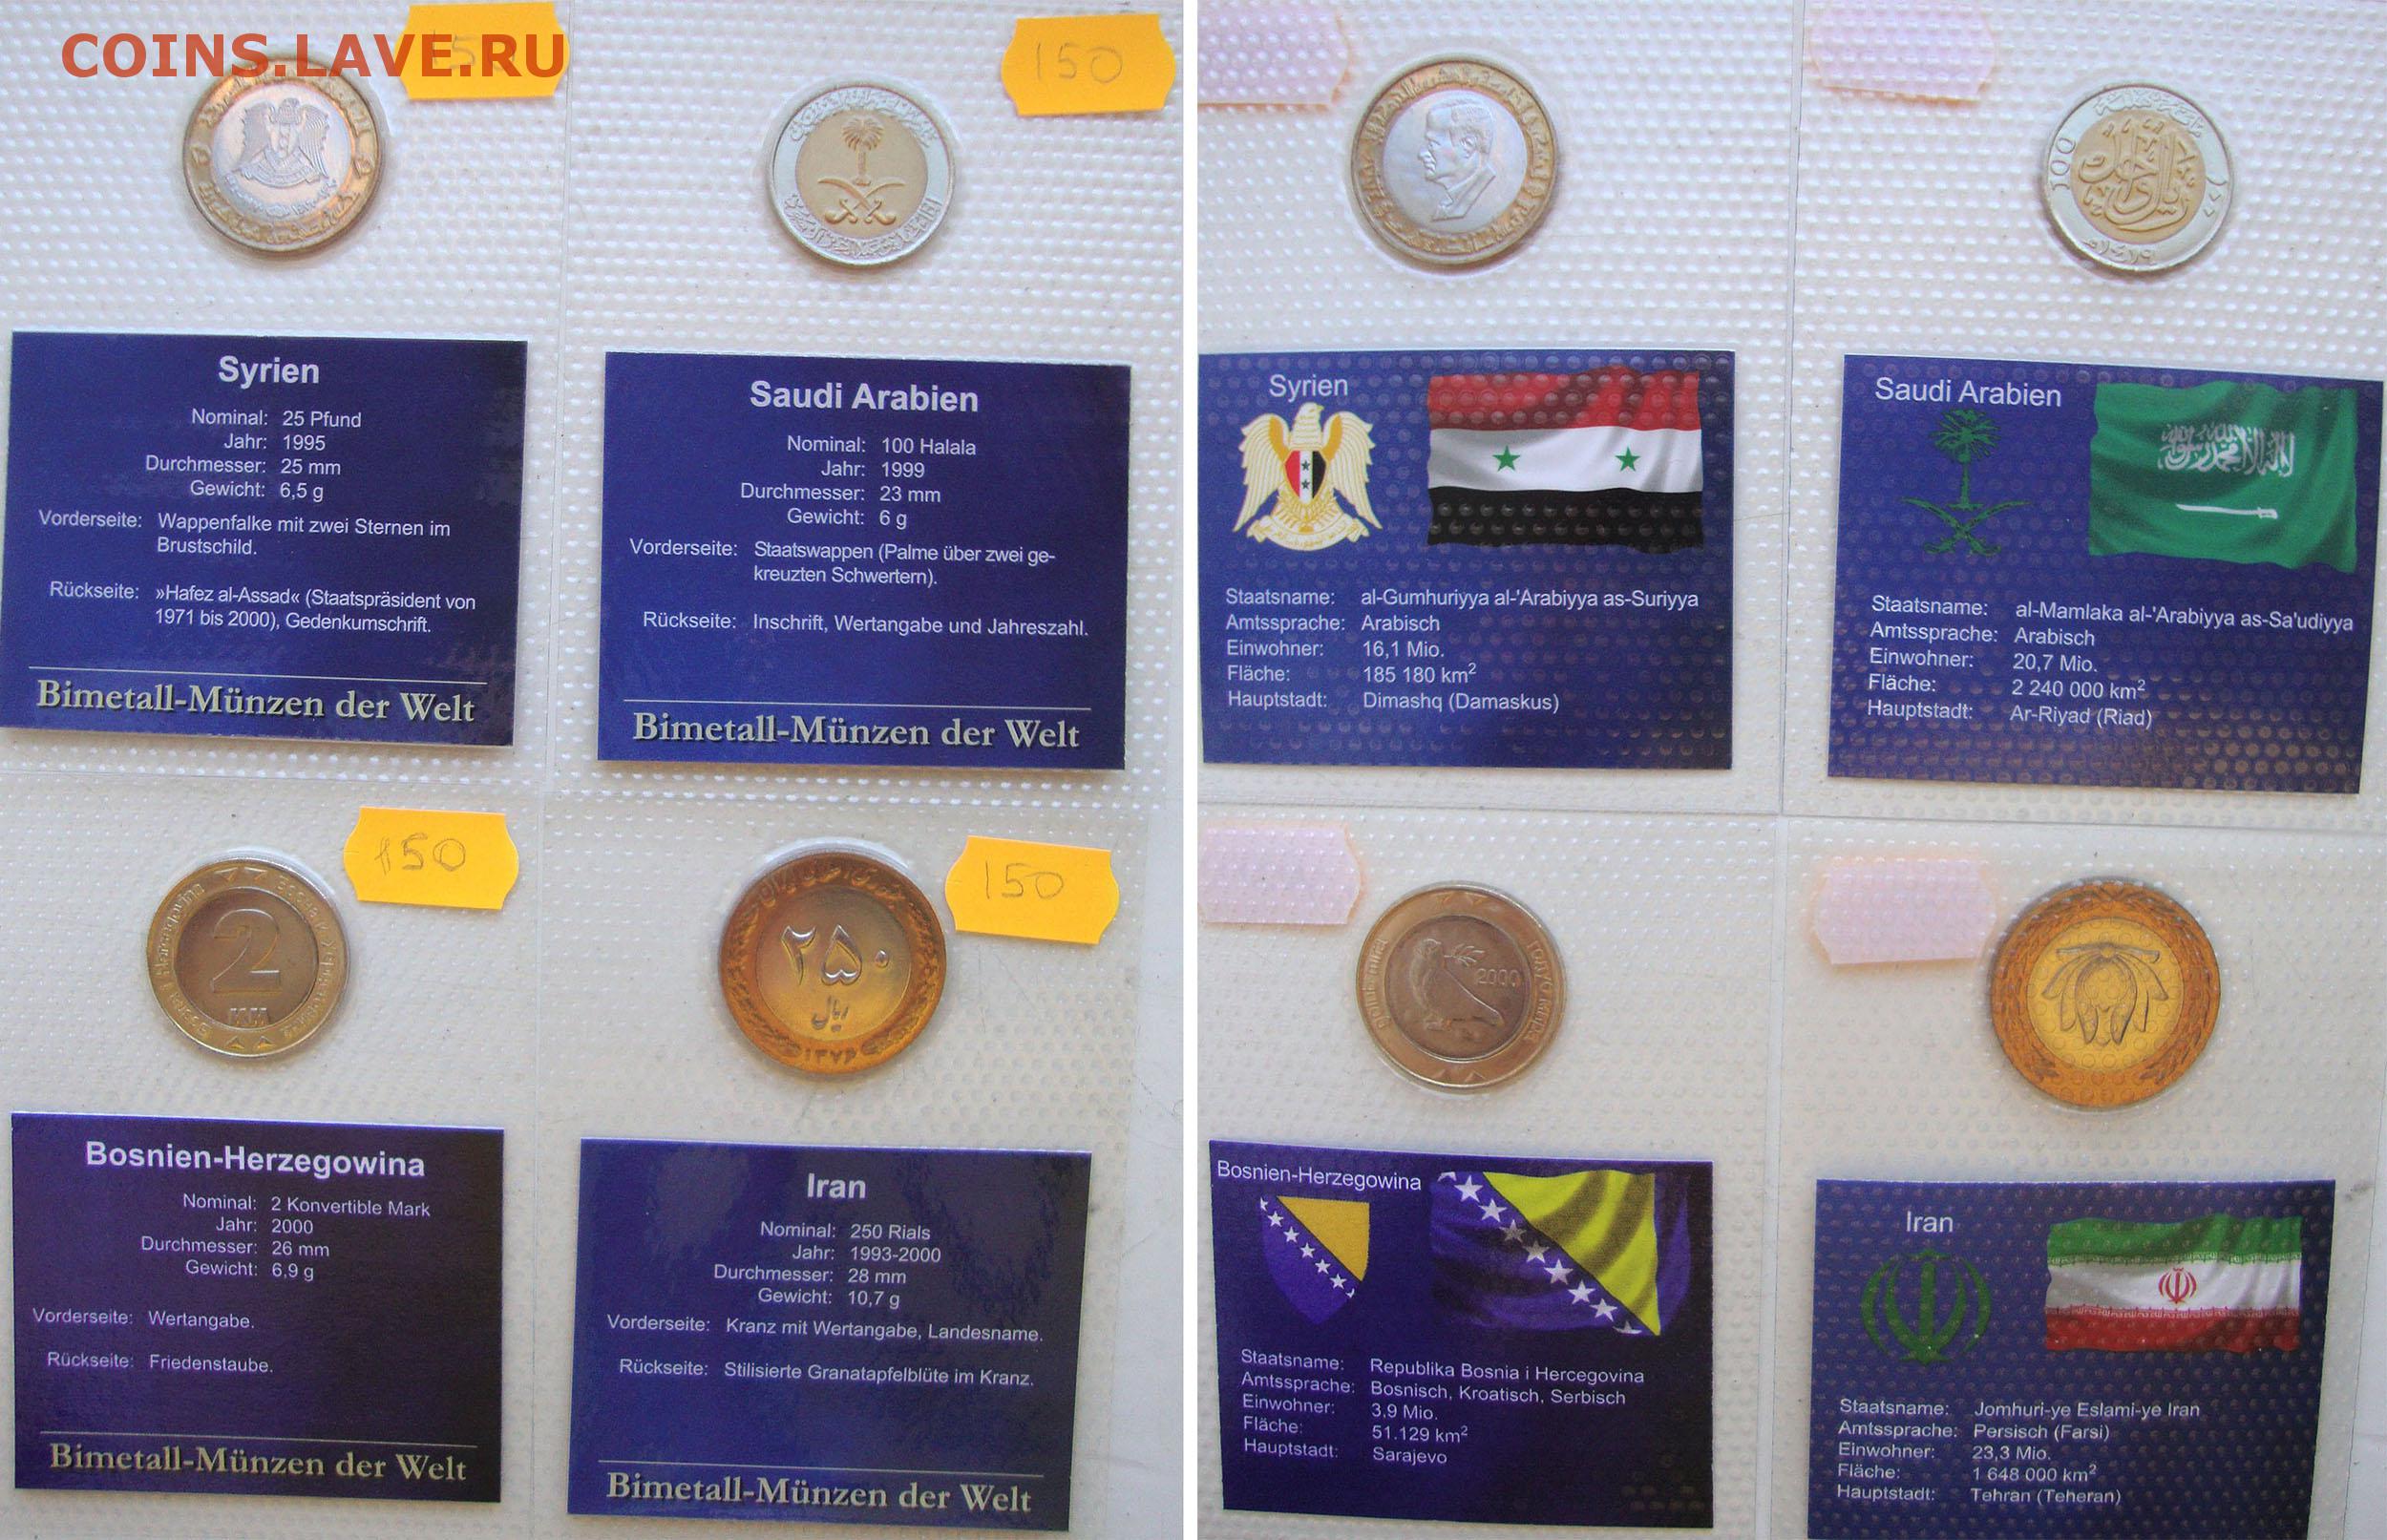 COINS.LAVE.RU
150
Syrien
Nominal: 25 Pfund
Jahr: 1995
Durchmesser: 25 mm
Gewicht: 6,5 g
Vorderseite: Wappenfalke mit zwei Sternen im
Brustschild.
Rückseite: »Hafez al-Assad« (Staatspräsident von
1971 bis 2000), Gedenkumschrift.
Bimetall-Münzen der Welt
150
Saudi Arabien
Nominal: 100 Halala
Jahr: 1999
Durchmesser: 23 mm
Gewicht: 6 g
Vorderseite: Staatswappen (Palme über zwei ge-
kreuzten Schwertern).
Rückseite: Inschrift, Wertangabe und Jahreszahl.
Bimetall-Münzen der Welt
Syrien
Staatsname: al-Gumhuriyya al-'Arabiyya as-Suriyya
Amtssprache: Arabisch
Einwohner: 16,1 Mio.
Fläche: 185 180 km²
Hauptstadt: Dimashq (Damaskus)
100
Saudi Arabien
Staatsname: al-Mamlaka al-'Arabiyya as-Sa'udiyya
Amtssprache: Arabisch
Einwohner: 20,7 Mio.
Fläche: 2 240 000 km²
Hauptstadt: Ar-Riyad (Riad)
150
2
KM
Bosnien-Herzegowina
Nominal: 2 Konvertible Mark
Jahr: 2000
Durchmesser: 26 mm
Gewicht: 6,9 g
Vorderseite: Wertangabe.
Rückseite: Friedenstaube.
Bimetall-Münzen der Welt
150
۲۵۰
ریال
Iran
Nominal: 250 Rials
Jahr: 1993-2000
Durchmesser: 28 mm
Gewicht: 10,7 g
Vorderseite: Kranz mit Wertangabe, Landesname.
Rückseite: Stilisierte Granatapfelblüte im Kranz.
Bimetall-Münzen der Welt
2000
Bosnien-Herzegowina
Staatsname: Republika Bosnia i Hercegovina
Amtssprache: Bosnisch, Kroatisch, Serbisch
Einwohner: 3,9 Mio.
Fläche: 51.129 km²
Hauptstadt: Sarajevo
Iran
Staatsname: Jomhuri-ye Eslami-ye Iran
Amtssprache: Persisch (Farsi)
Einwohner: 23,3 Mio.
Fläche: 1 648 000 km²
Hauptstadt: Tehran (Teheran)